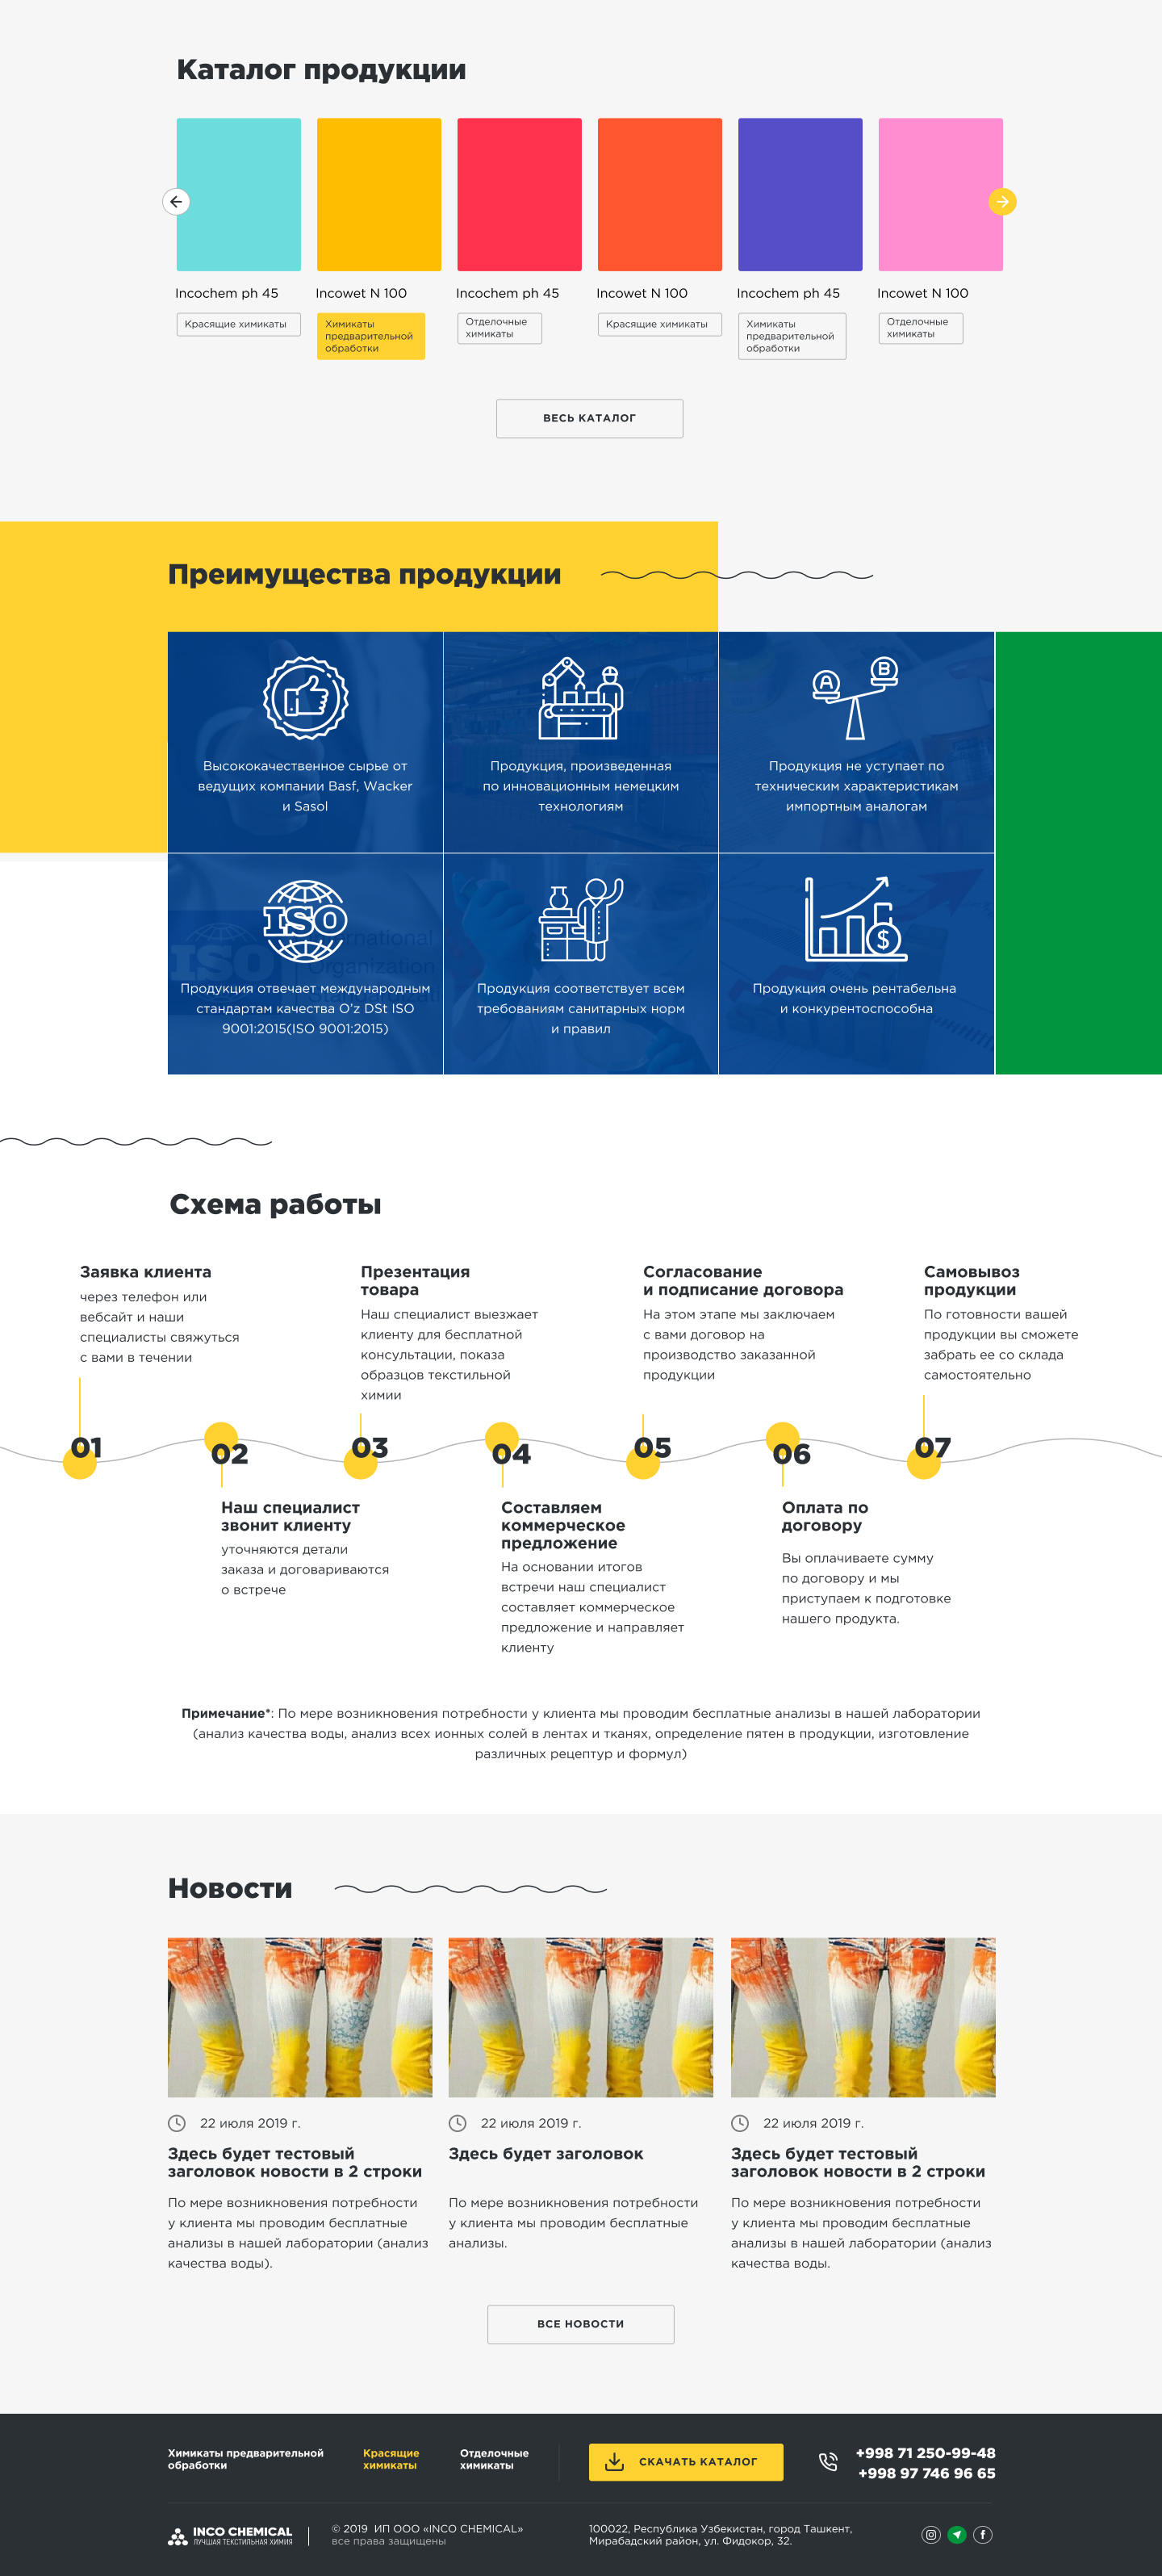 Каталог продукции
Incochem ph 45
Incowet N 100
Incochem ph 45
Incowet N 100
Incochem ph 45
Incowet N 100
Красящие химикаты
Химикаты
предварительной
обработки
Отделочные
химикаты
Красящие химикаты
Химикаты
предварительной
обработки
Отделочные
химикаты
ВЕСЬ КАТАЛОГ
Преимущества продукции
Высококачественное сырье от
ведущих компании Basf, Wacker
и Sasol
Продукция, произведенная
по инновационным немецким
технологиям
A
B
Продукция не уступает по
техническим характеристикам
импортным аналогам
ISO
ISO
Organization
Продукция отвечает международным
стандартам качества O'z DSt ISO
9001:2015(ISO 9001:2015)
Продукция соответствует всем
требованиям санитарных норм
и правил
$
Продукция очень рентабельна
и конкурентоспособна
Схема работы
Заявка клиента
через телефон или
вебсайт и наши
специалисты свяжуться
с вами в течении
Презентация
товара
Наш специалист выезжает
клиенту для бесплатной
консультации, показа
образцов текстильной
химии
Согласование
и подписание договора
На этом этапе мы заключаем
с вами договор на
производство заказанной
продукции
Самовывоз
продукции
По готовности вашей
продукции вы сможете
забрать ее со склада
самостоятельно
01
02
03
04
05
06
07
Наш специалист
звонит клиенту
уточняются детали
заказа и договариваются
о встрече
Составляем
коммерческое
предложение
На основании итогов
встречи наш специалист
составляет коммерческое
предложение и направляет
клиенту
Оплата по
договору
Вы оплачиваете сумму
по договору и мы
приступаем к подготовке
нашего продукта.
Примечание*: По мере возникновения потребности у клиента мы проводим бесплатные анализы в нашей лаборатории
(анализ качества воды, анализ всех ионных солей в лентах и тканях, определение пятен в продукции, изготовление
различных рецептур и формул)
Новости
22 июля 2019 г.
Здесь будет тестовый
заголовок новости в 2 строки
По мере возникновения потребности
у клиента мы проводим бесплатные
анализы в нашей лаборатории (анализ
качества воды).
22 июля 2019 г.
Здесь будет заголовок
По мере возникновения потребности
у клиента мы проводим бесплатные
анализы.
22 июля 2019 г.
Здесь будет тестовый
заголовок новости в 2 строки
По мере возникновения потребности
у клиента мы проводим бесплатные
анализы в нашей лаборатории (анализ
качества воды.
ВСЕ НОВОСТИ
Химикаты предварительной
обработки
Красящие
химикаты
Отделочные
химикаты
СКАЧАТЬ КАТАЛОГ
+998 71 250-99-48
+998 97 746 96 65
INCO CHEMICAL
ЛУЧШАЯ ТЕКСТИЛЬНАЯ ХИМИЯ
© 2019 ИП ООО «INCO CHEMICAL»
все права защищены
100022, Республика Узбекистан, город Ташкент,
Мирабадский район, ул. Фидокор, 32.
f